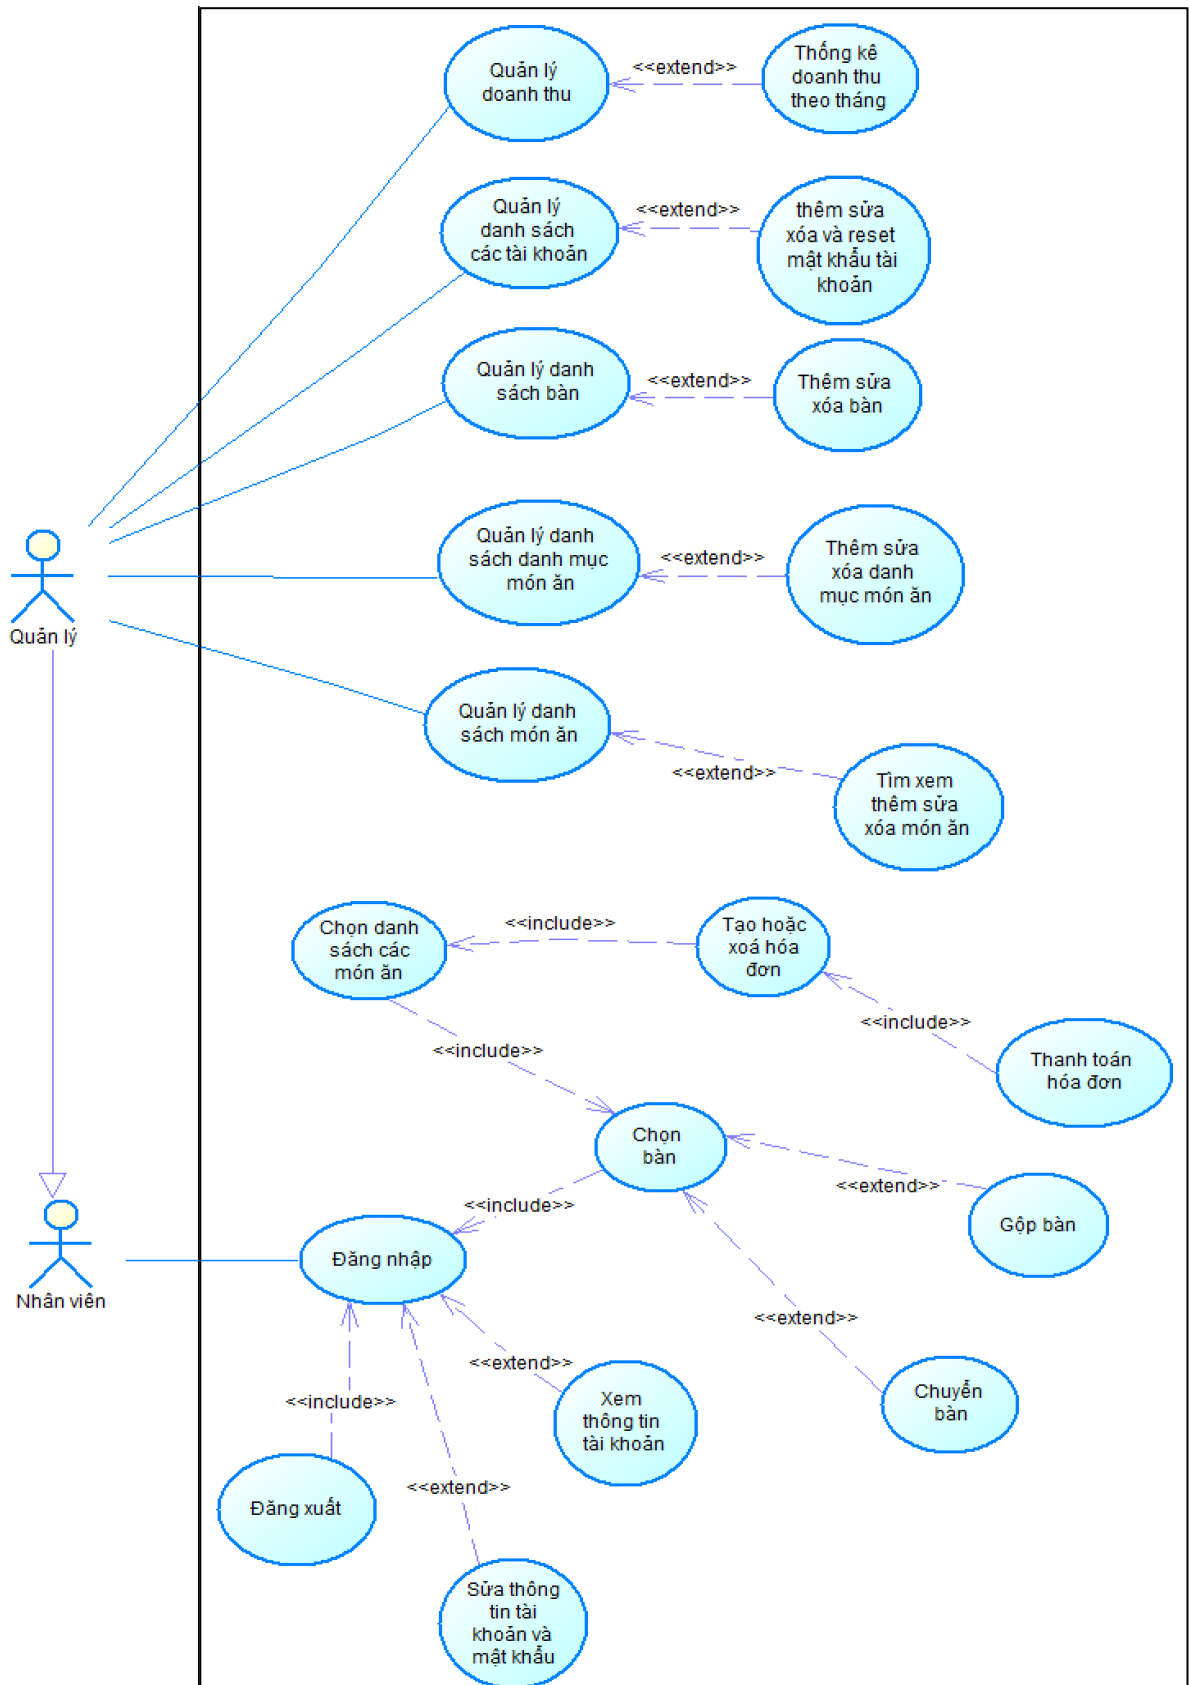 Quản lý
doanh thu
<<extend>>
Thống kê
doanh thu
theo tháng
Quản lý
danh sách
các tài khoản
<<extend>>
thêm sửa
xóa và reset
mật khẩu tài
khoản
Quản lý danh
sách bàn
<<extend>>
Thêm sửa
xóa bàn
Quản lý danh
sách danh mục
món ăn
<<extend>>
Thêm sửa
xóa danh
mục món ăn
Quản lý
Quản lý danh
sách món ăn
<<extend>>
Tìm xem
thêm sửa
xóa món ăn
Chọn danh
sách các
món ăn
<<include>>
Tạo hoặc
xoá hóa
đơn
<<include>>
<<include>>
Thanh toán
hóa đơn
Chọn
bàn
<<extend>>
<<include>>
Gộp bàn
Đăng nhập
Nhân viên
<<extend>>
<<extend>>
<<include>>
Xem
thông tin
tài khoản
Chuyển
bàn
<<extend>>
Đăng xuất
Sửa thông
tin tài
khoản và
mật khẩu